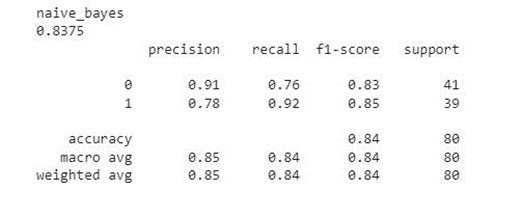 naive_bayes
0.8375
precision recall f1-score support
0 0.91 0.76 0.83 41
1 0.78 0.92 0.85 39
accuracy 0.84 80
macro avg 0.85 0.84 0.84 80
weighted avg 0.85 0.84 0.84 80